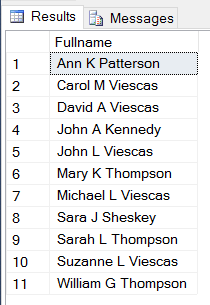 Results Messages
Fullname
1 Ann K Patterson
2 Carol M Viescas
3 David A Viescas
4 John A Kennedy
5 John L Viescas
6 Mary K Thompson
7 Michael L Viescas
8 Sara J Sheskey
9 Sarah L Thompson
10 Suzanne L Viescas
11 William G Thompson